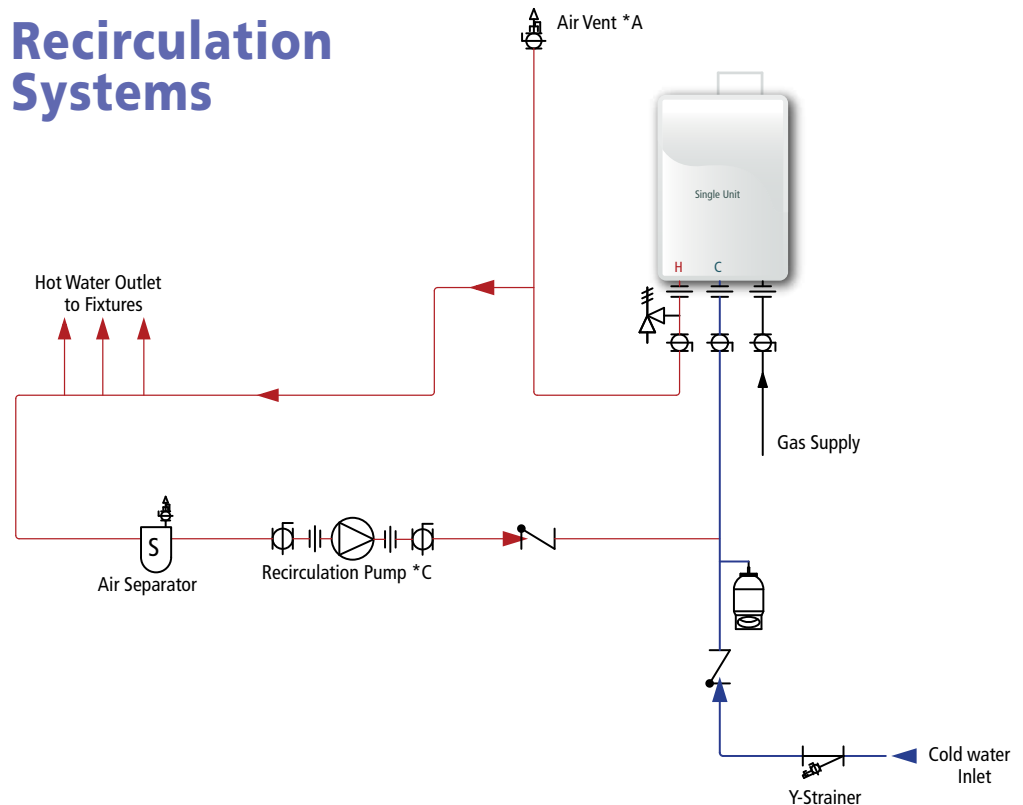 Recirculation
Systems
Air Vent *A
Single Unit
H
C
Hot Water Outlet
to Fixtures
Gas Supply
S
Air Separator
Recirculation Pump *C
Cold water
Inlet
Y-Strainer